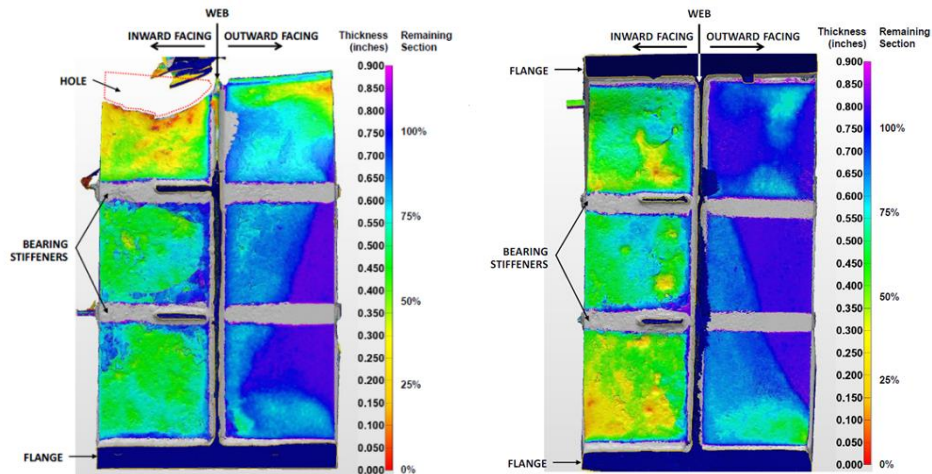 WEB
INWARD FACING
OUTWARD FACING
HOLE
BEARING
STIFFENERS
FLANGE
Thickness
(inches)
Remaining
Section
0.900
0.850
0.800
0.750
0.700
0.650
0.600
0.550
0.500
0.450
0.400
0.350
0.300
0.250
0.200
0.150
0.100
0.050
0.000
100%
75%
50%
25%
0%
WEB
INWARD FACING
OUTWARD FACING
FLANGE
BEARING
STIFFENERS
FLANGE
Thickness
(inches)
Remaining
Section
0.900
0.850
0.800
0.750
0.700
0.650
0.600
0.550
0.500
0.450
0.400
0.350
0.300
0.250
0.200
0.150
0.100
0.050
0.000
100%
75%
50%
25%
0%